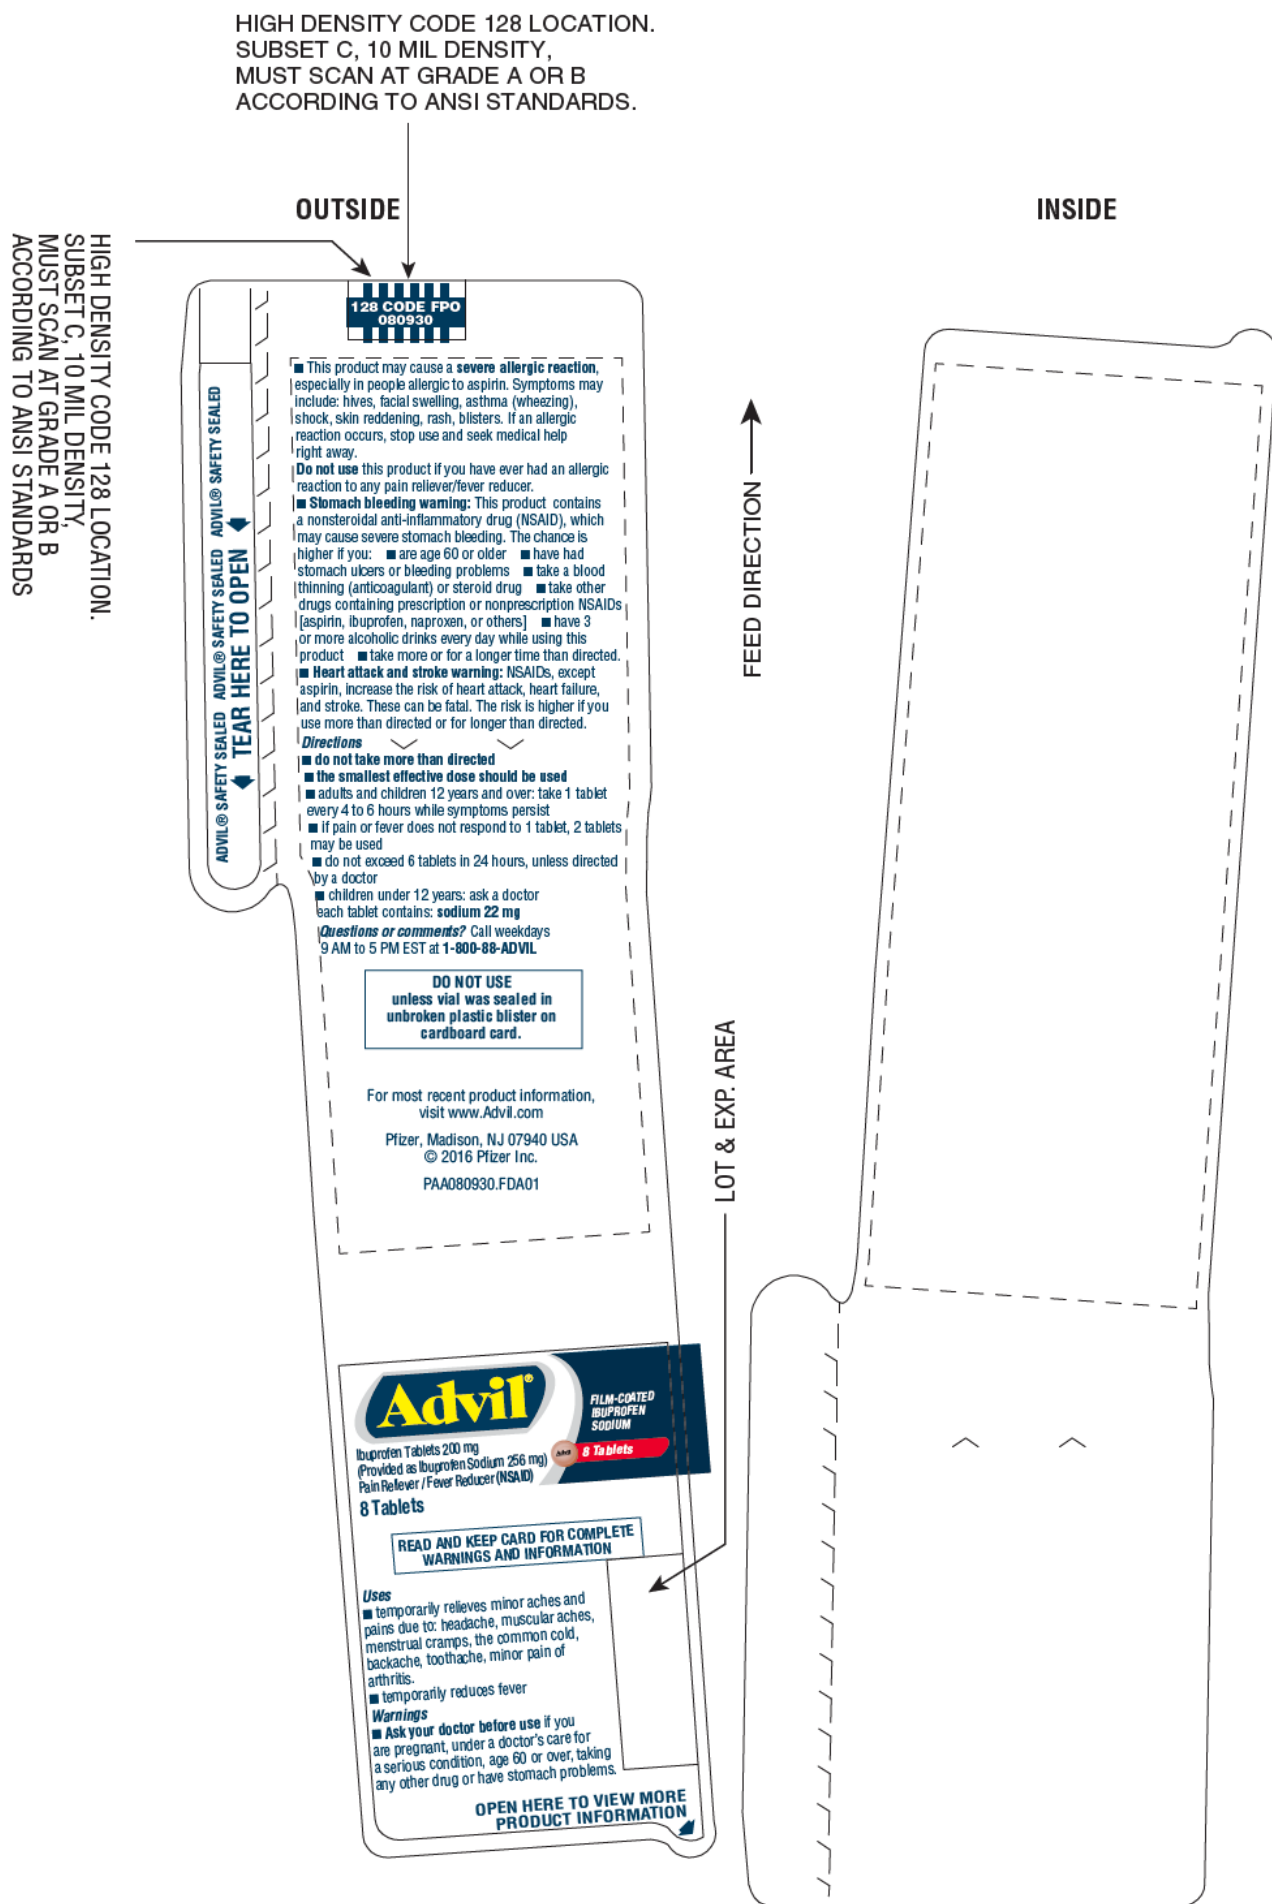 HIGH DENSITY CODE 128 LOCATION.
SUBSET C, 10 MIL DENSITY,
MUST SCAN AT GRADE A OR B
ACCORDING TO ANSI STANDARDS.
OUTSIDE
INSIDE
HIGH DENSITY CODE 128 LOCATION.
SUBSET C, 10 MIL DENSITY,
MUST SCAN AT GRADE A OR B
ACCORDING TO ANSI STANDARDS
128 CODE FPO
080930
ADVIL® SAFETY SEALED ADVIL® SAFETY SEALED ADVIL® SAFETY SEALED
TEAR HERE TO OPEN
■ This product may cause a severe allergic reaction,
especially in people allergic to aspirin. Symptoms may
include: hives, facial swelling, asthma (wheezing),
shock, skin reddening, rash, blisters. If an allergic
reaction occurs, stop use and seek medical help
right away.
Do not use this product if you have ever had an allergic
reaction to any pain reliever/fever reducer.
■ Stomach bleeding warning: This product contains
a nonsteroidal anti-inflammatory drug (NSAID), which
may cause severe stomach bleeding. The chance is
higher if you: ■ are age 60 or older ■ have had
stomach ulcers or bleeding problems ■ take a blood
thinning (anticoagulant) or steroid drug ■ take other
drugs containing prescription or nonprescription NSAIDs
[aspirin, ibuprofen, naproxen, or others] ■ have 3
or more alcoholic drinks every day while using this
product ■ take more or for a longer time than directed.
■ Heart attack and stroke warning: NSAIDs, except
aspirin, increase the risk of heart attack, heart failure,
and stroke. These can be fatal. The risk is higher if you
use more than directed or for longer than directed.
Directions
■ do not take more than directed
■ the smallest effective dose should be used
■ adults and children 12 years and over: take 1 tablet
every 4 to 6 hours while symptoms persist
■ if pain or fever does not respond to 1 tablet, 2 tablets
may be used
■ do not exceed 6 tablets in 24 hours, unless directed
by a doctor
■ children under 12 years: ask a doctor
each tablet contains: sodium 22 mg
Questions or comments? Call weekdays
9 AM to 5 PM EST at 1-800-88-ADVIL
DO NOT USE
unless vial was sealed in
unbroken plastic blister on
cardboard card.
For most recent product information,
visit www.Advil.com
Pfizer, Madison, NJ 07940 USA
© 2016 Pfizer Inc.
PAA080930.FDA01
FEED DIRECTION
LOT & EXP. AREA
Advil®
FILM-COATED
IBUPROFEN
SODIUM
Advil
8 Tablets
Ibuprofen Tablets 200 mg
(Provided as Ibuprofen Sodium 256 mg)
Pain Reliever / Fever Reducer (NSAID)
8 Tablets
READ AND KEEP CARD FOR COMPLETE
WARNINGS AND INFORMATION
Uses
■ temporarily relieves minor aches and
pains due to: headache, muscular aches,
menstrual cramps, the common cold,
backache, toothache, minor pain of
arthritis.
■ temporarily reduces fever
Warnings
■ Ask your doctor before use if you
are pregnant, under a doctor's care for
a serious condition, age 60 or over, taking
any other drug or have stomach problems.
OPEN HERE TO VIEW MORE
PRODUCT INFORMATION